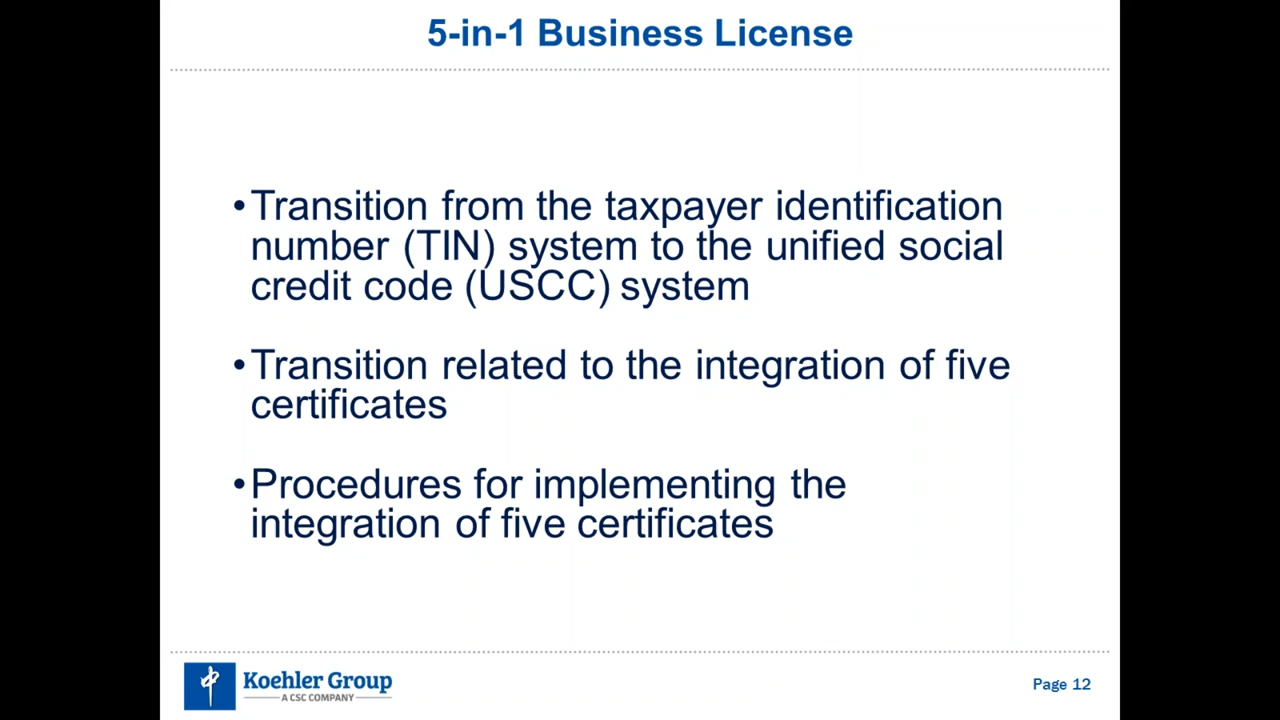 5-in-1 Business License
•Transition from the taxpayer identification
number (TIN) system to the unified social
credit code (USCC) system
•Transition related to the integration of five
certificates
•Procedures for implementing the
integration of five certificates
Koehler Group
A CSC COMPANY
Page 12